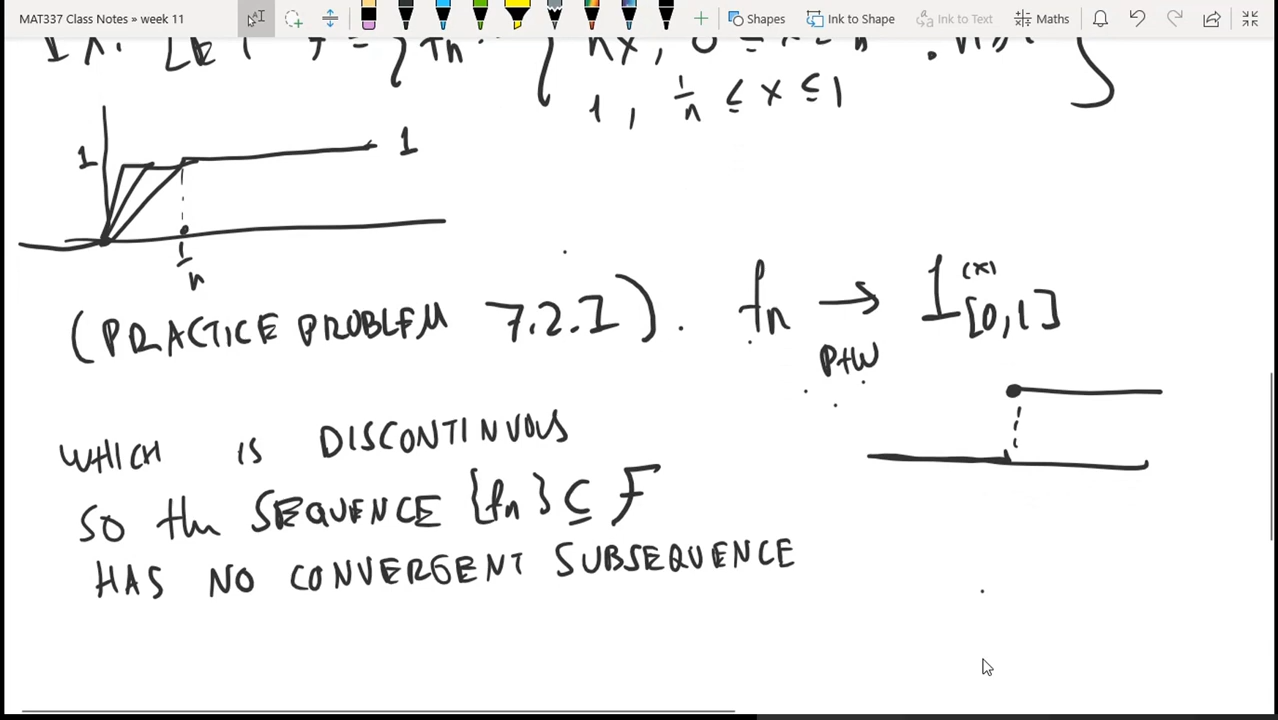 MAT337 Class Notes » week 11
Shapes
Ink to Shape
Ink to Text
Maths
nx,
1, 1/n ≤ x ≤ 1
1
1
1/n
(PRACTICE PROBLEM 7.2.I). fn → 1[0,1] (x)
PtW
WHICH IS DISCONTINUOUS
SO the SEQUENCE {fn} ⊆ F
HAS NO CONVERGENT SUBSEQUENCE